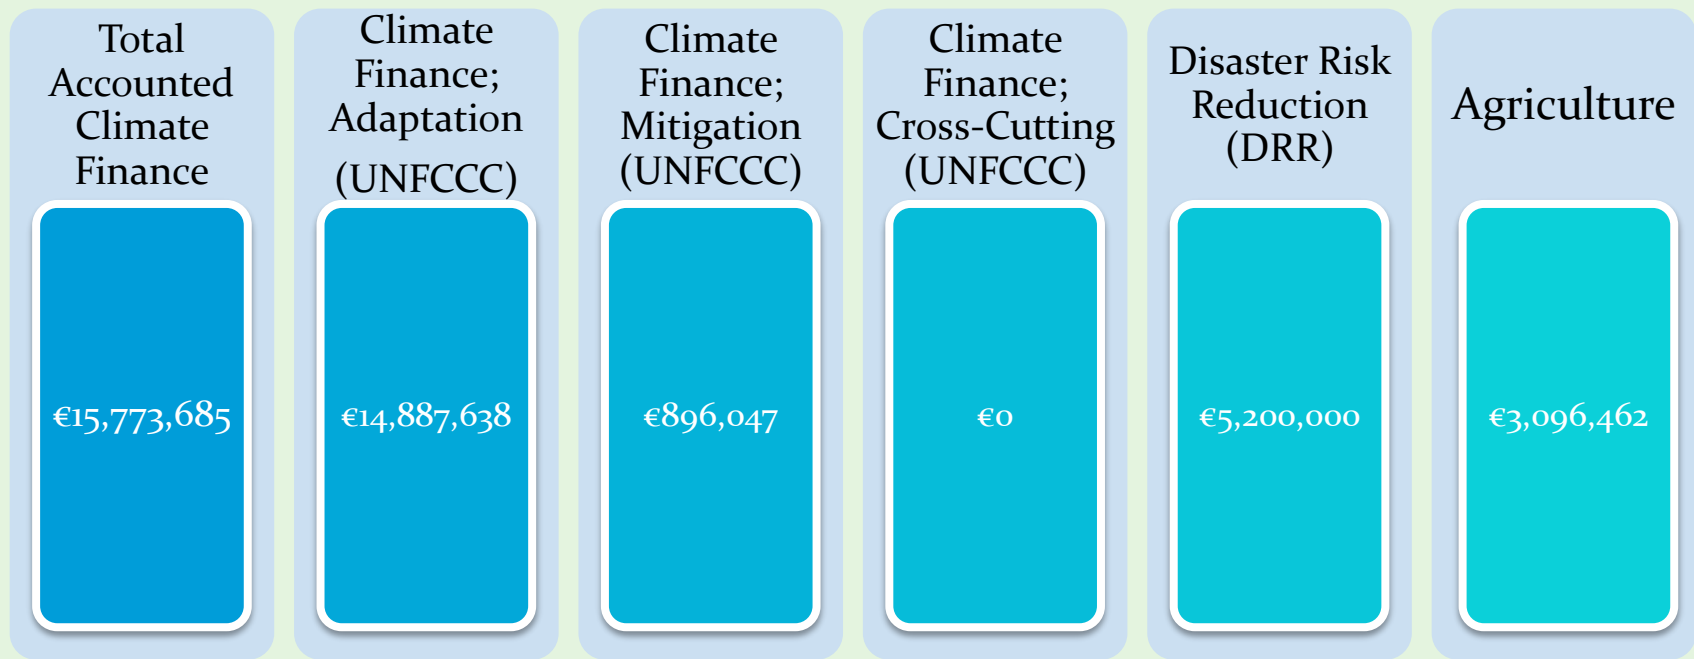 Total
Accounted
Climate
Finance
€15,773,685
Climate
Finance;
Adaptation
(UNFCCC)
€14,887,638
Climate
Finance;
Mitigation
(UNFCCC)
€896,047
Climate
Finance;
Cross-Cutting
(UNFCCC)
€0
Disaster Risk
Reduction
(DRR)
€5,200,000
Agriculture
€3,096,462